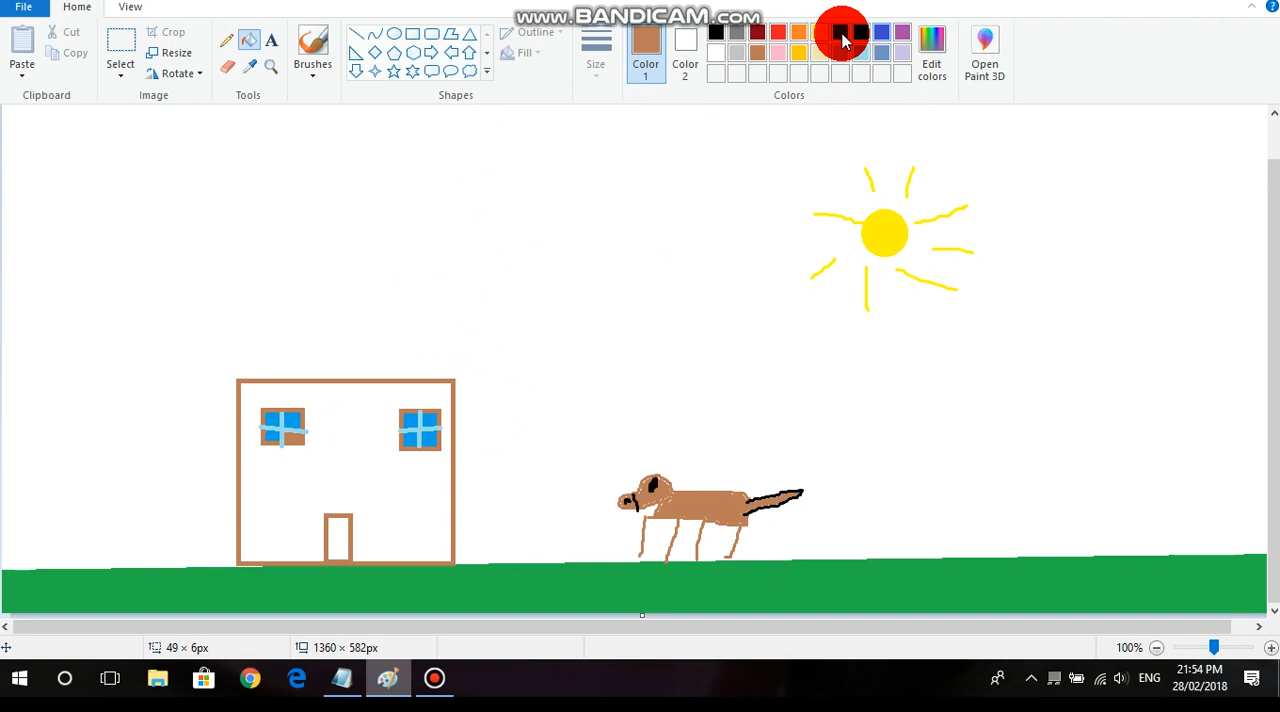 File Home View
www.BANDICAM.com
Paste
Cut
Copy
Clipboard
Select
Crop
Resize
Rotate
Image
A
Tools
Brushes
Shapes
Outline
Fill
Size
Color 1
Color 2
Colors
Edit colors
Open Paint 3D
49 × 6px
1360 × 582px
100%
ENG
21:54 PM
28/02/2018